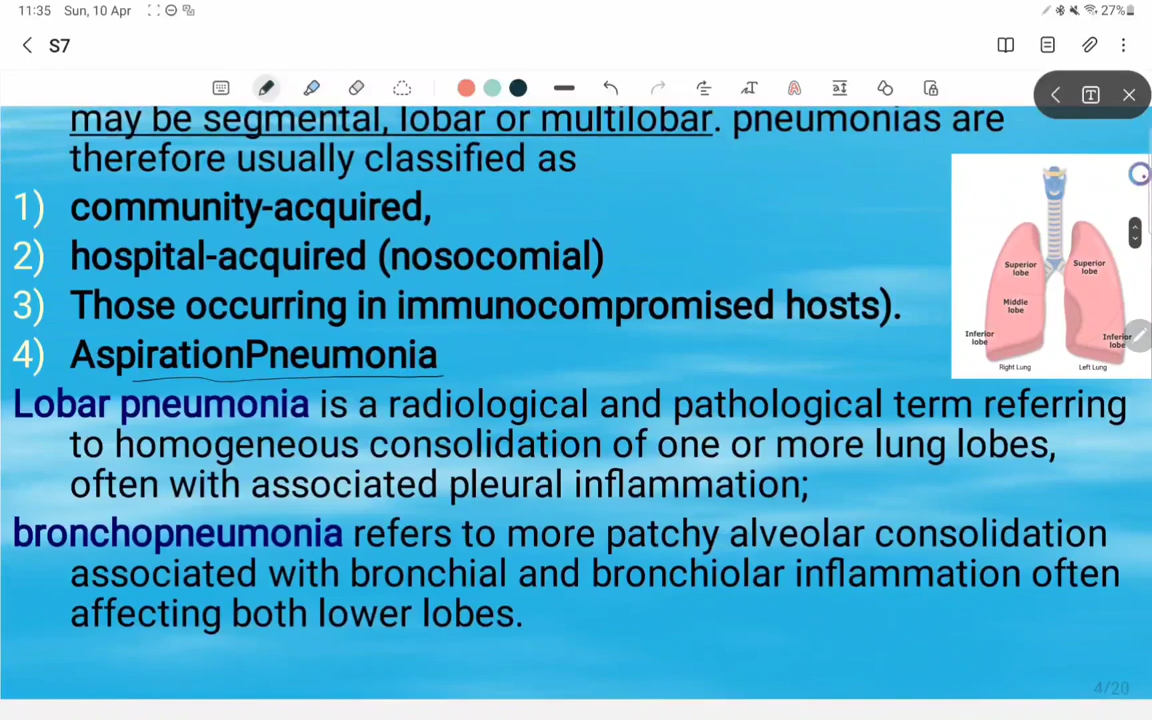 11:35 Sun, 10 Apr 27%
S7
may be segmental, lobar or multilobar. pneumonias are
therefore usually classified as
1) community-acquired,
2) hospital-acquired (nosocomial)
3) Those occurring in immunocompromised hosts).
4) AspirationPneumonia
Lobar pneumonia is a radiological and pathological term referring
to homogeneous consolidation of one or more lung lobes,
often with associated pleural inflammation;
bronchopneumonia refers to more patchy alveolar consolidation
associated with bronchial and bronchiolar inflammation often
affecting both lower lobes.
Superior
lobe
Superior
lobe
Middle
lobe
Inferior
lobe
Inferior
lobe
Right Lung
Left Lung
4/20